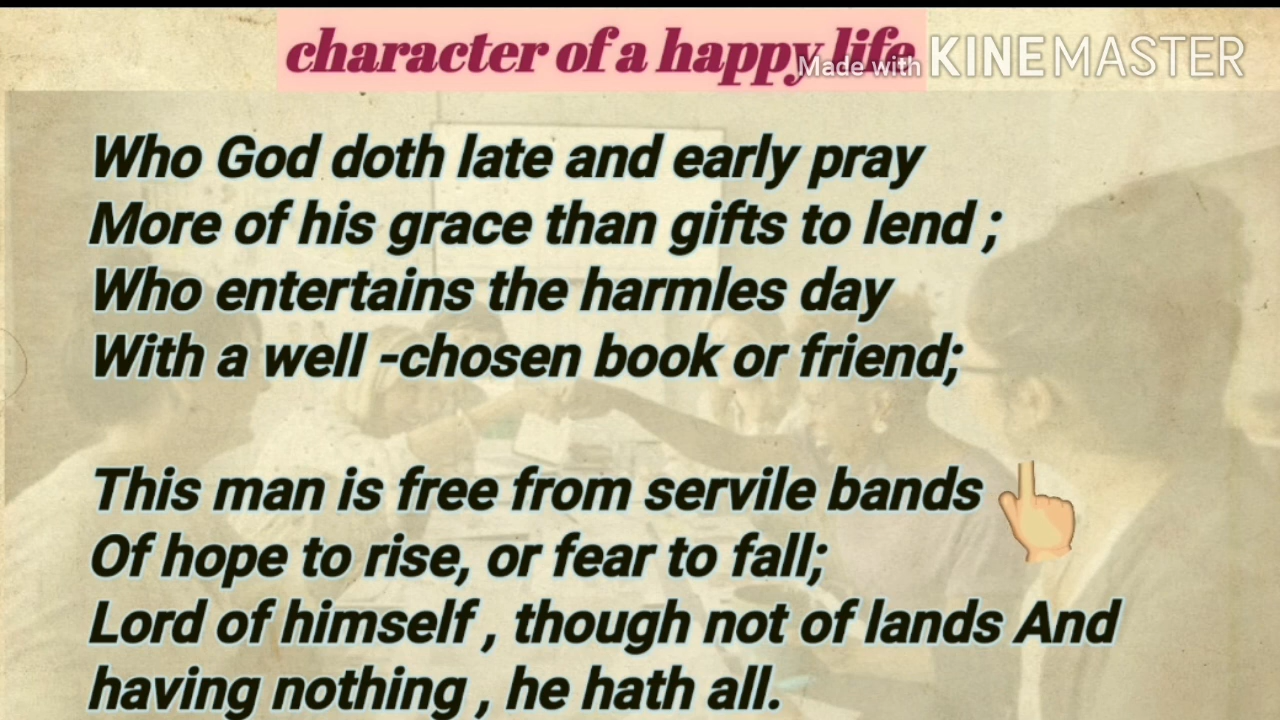 character of a happy life
Made with KINEMASTER
Who God doth late and early pray
More of his grace than gifts to lend ;
Who entertains the harmles day
With a well -chosen book or friend;
This man is free from servile bands
Of hope to rise, or fear to fall;
Lord of himself , though not of lands And
having nothing , he hath all.